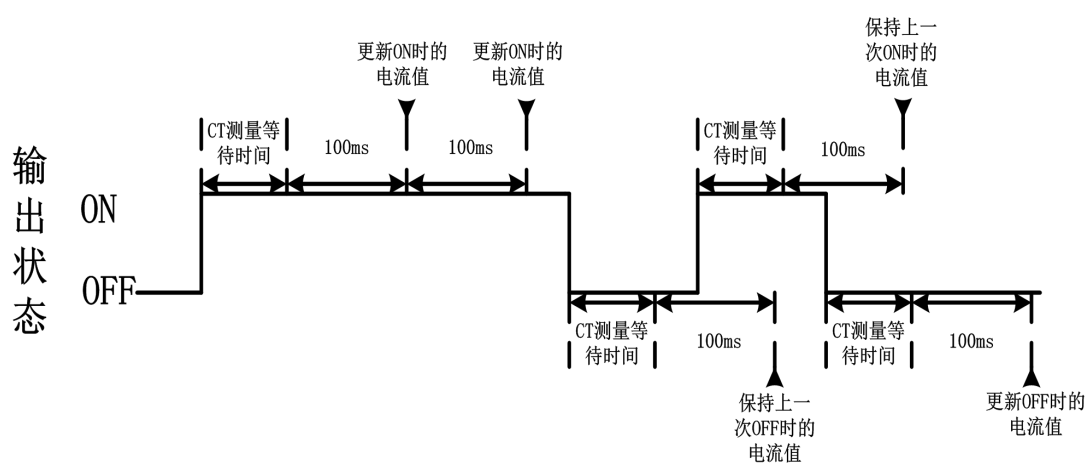 更新ON时的
电流值
更新ON时的
电流值
保持上一
次ON时的
电流值
CT测量等
待时间
100ms
100ms
CT测量等
待时间
100ms
输出状态
ON
OFF
CT测量等
待时间
100ms
CT测量等
待时间
100ms
保持上一
次OFF时的
电流值
更新OFF时的
电流值